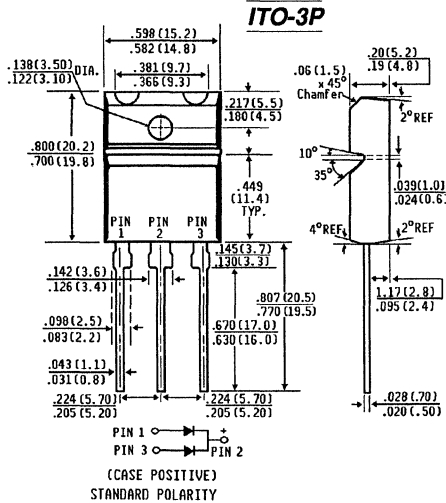 ITO-3P
.598 (15.2)
.582 (14.8)
.138(3.50)
.122(3.10)
DIA.
.381(9.7)
.366(9.3)
.217(5.5)
.180(4.5)
.800(20.2)
.700(19.8)
.449
(11.4)
TYP.
PIN
1
PIN
2
PIN
3
.145(3.7)
.130(3.3)
.142(3.6)
.126(3.4)
.098(2.5)
.083(2.2)
.807(20.5)
.770(19.5)
.670(17.0)
.630(16.0)
.043(1.1)
.031(0.8)
.224(5.70)
.205(5.20)
.224(5.70)
.205(5.20)
.20(5.2)
.19(4.8)
.06(1.5)
x 45°
Chamfer
2°REF
10°
35°
.039(1.0)
.024(0.6)
4°REF
2°REF
1.17(2.8)
.095(2.4)
.028(.70)
.020(.50)
PIN 1
+
PIN 3
PIN 2
(CASE POSITIVE)
STANDARD POLARITY